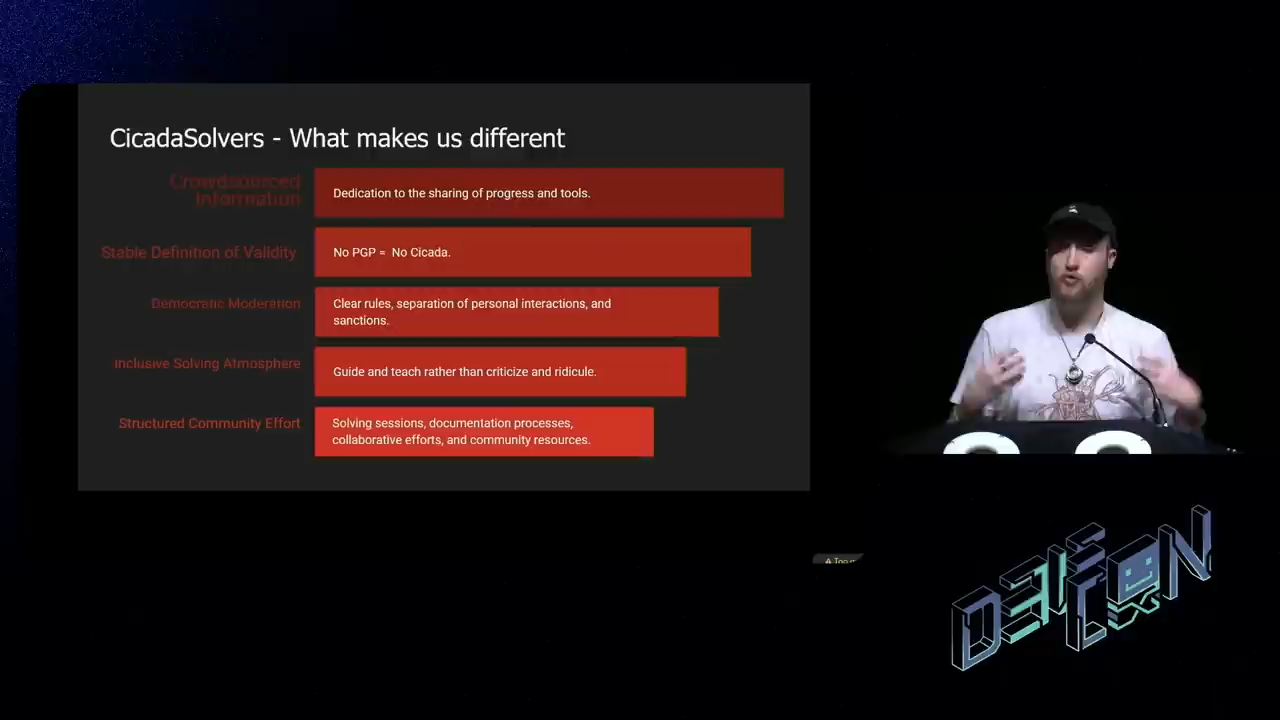 CicadaSolvers - What makes us different
Crowdsourced
Information
Dedication to the sharing of progress and tools.
Stable Definition of Validity
No PGP = No Cicada.
Democratic Moderation
Clear rules, separation of personal interactions, and
sanctions.
Inclusive Solving Atmosphere
Guide and teach rather than criticize and ridicule.
Structured Community Effort
Solving sessions, documentation processes,
collaborative efforts, and community resources.
DEF
CON